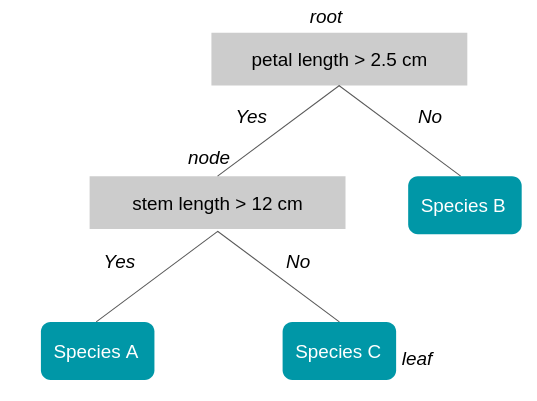 root
petal length > 2.5 cm
Yes
No
node
stem length > 12 cm
Species B
Yes
No
Species A
Species C
leaf